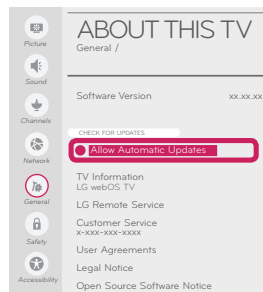 ABOUT THIS TV
General /
Software Version xx.xx.xx
CHECK FOR UPDATES
Allow Automatic Updates
TV Information
LG webOS TV
LG Remote Service
Customer Service
x-xxx-xxx-xxxx
User Agreements
Legal Notice
Open Source Software Notice
Picture
Sound
Channels
Network
General
Safety
Accessibility